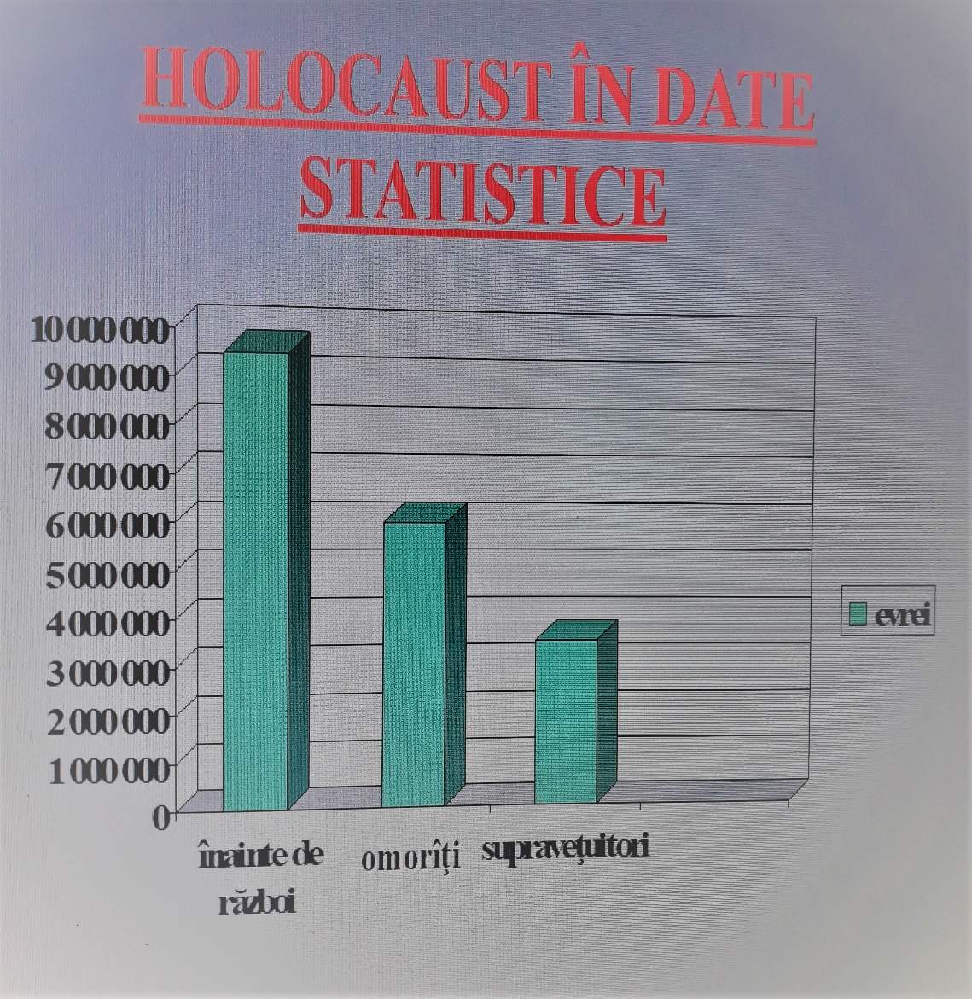 HOLOCAUST ÎN DATE
STATISTICE
10 000 000
9 000 000
8 000 000
7 000 000
6 000 000
5 000 000
4 000 000
3 000 000
2 000 000
1 000 000
0
înainte de
război
omorîţi
supraveţuitori
evrei